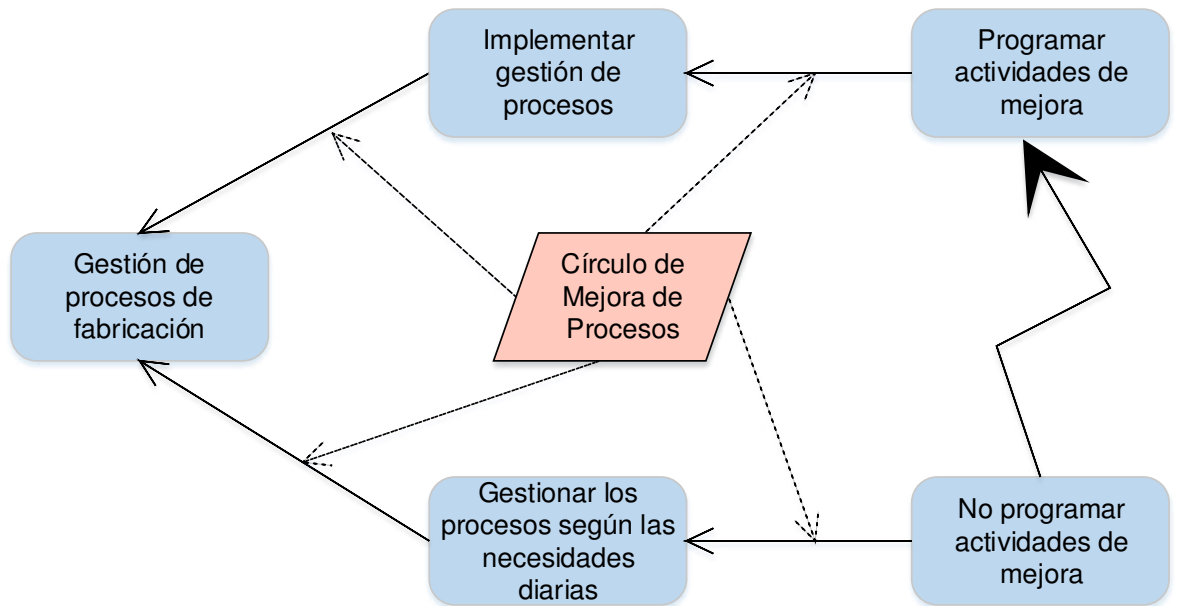 Implementar
gestión de
procesos
Programar
actividades de
mejora
Gestión de
procesos de
fabricación
Círculo de
Mejora de
Procesos
Gestionar los
procesos según las
necesidades
diarias
No programar
actividades de
mejora